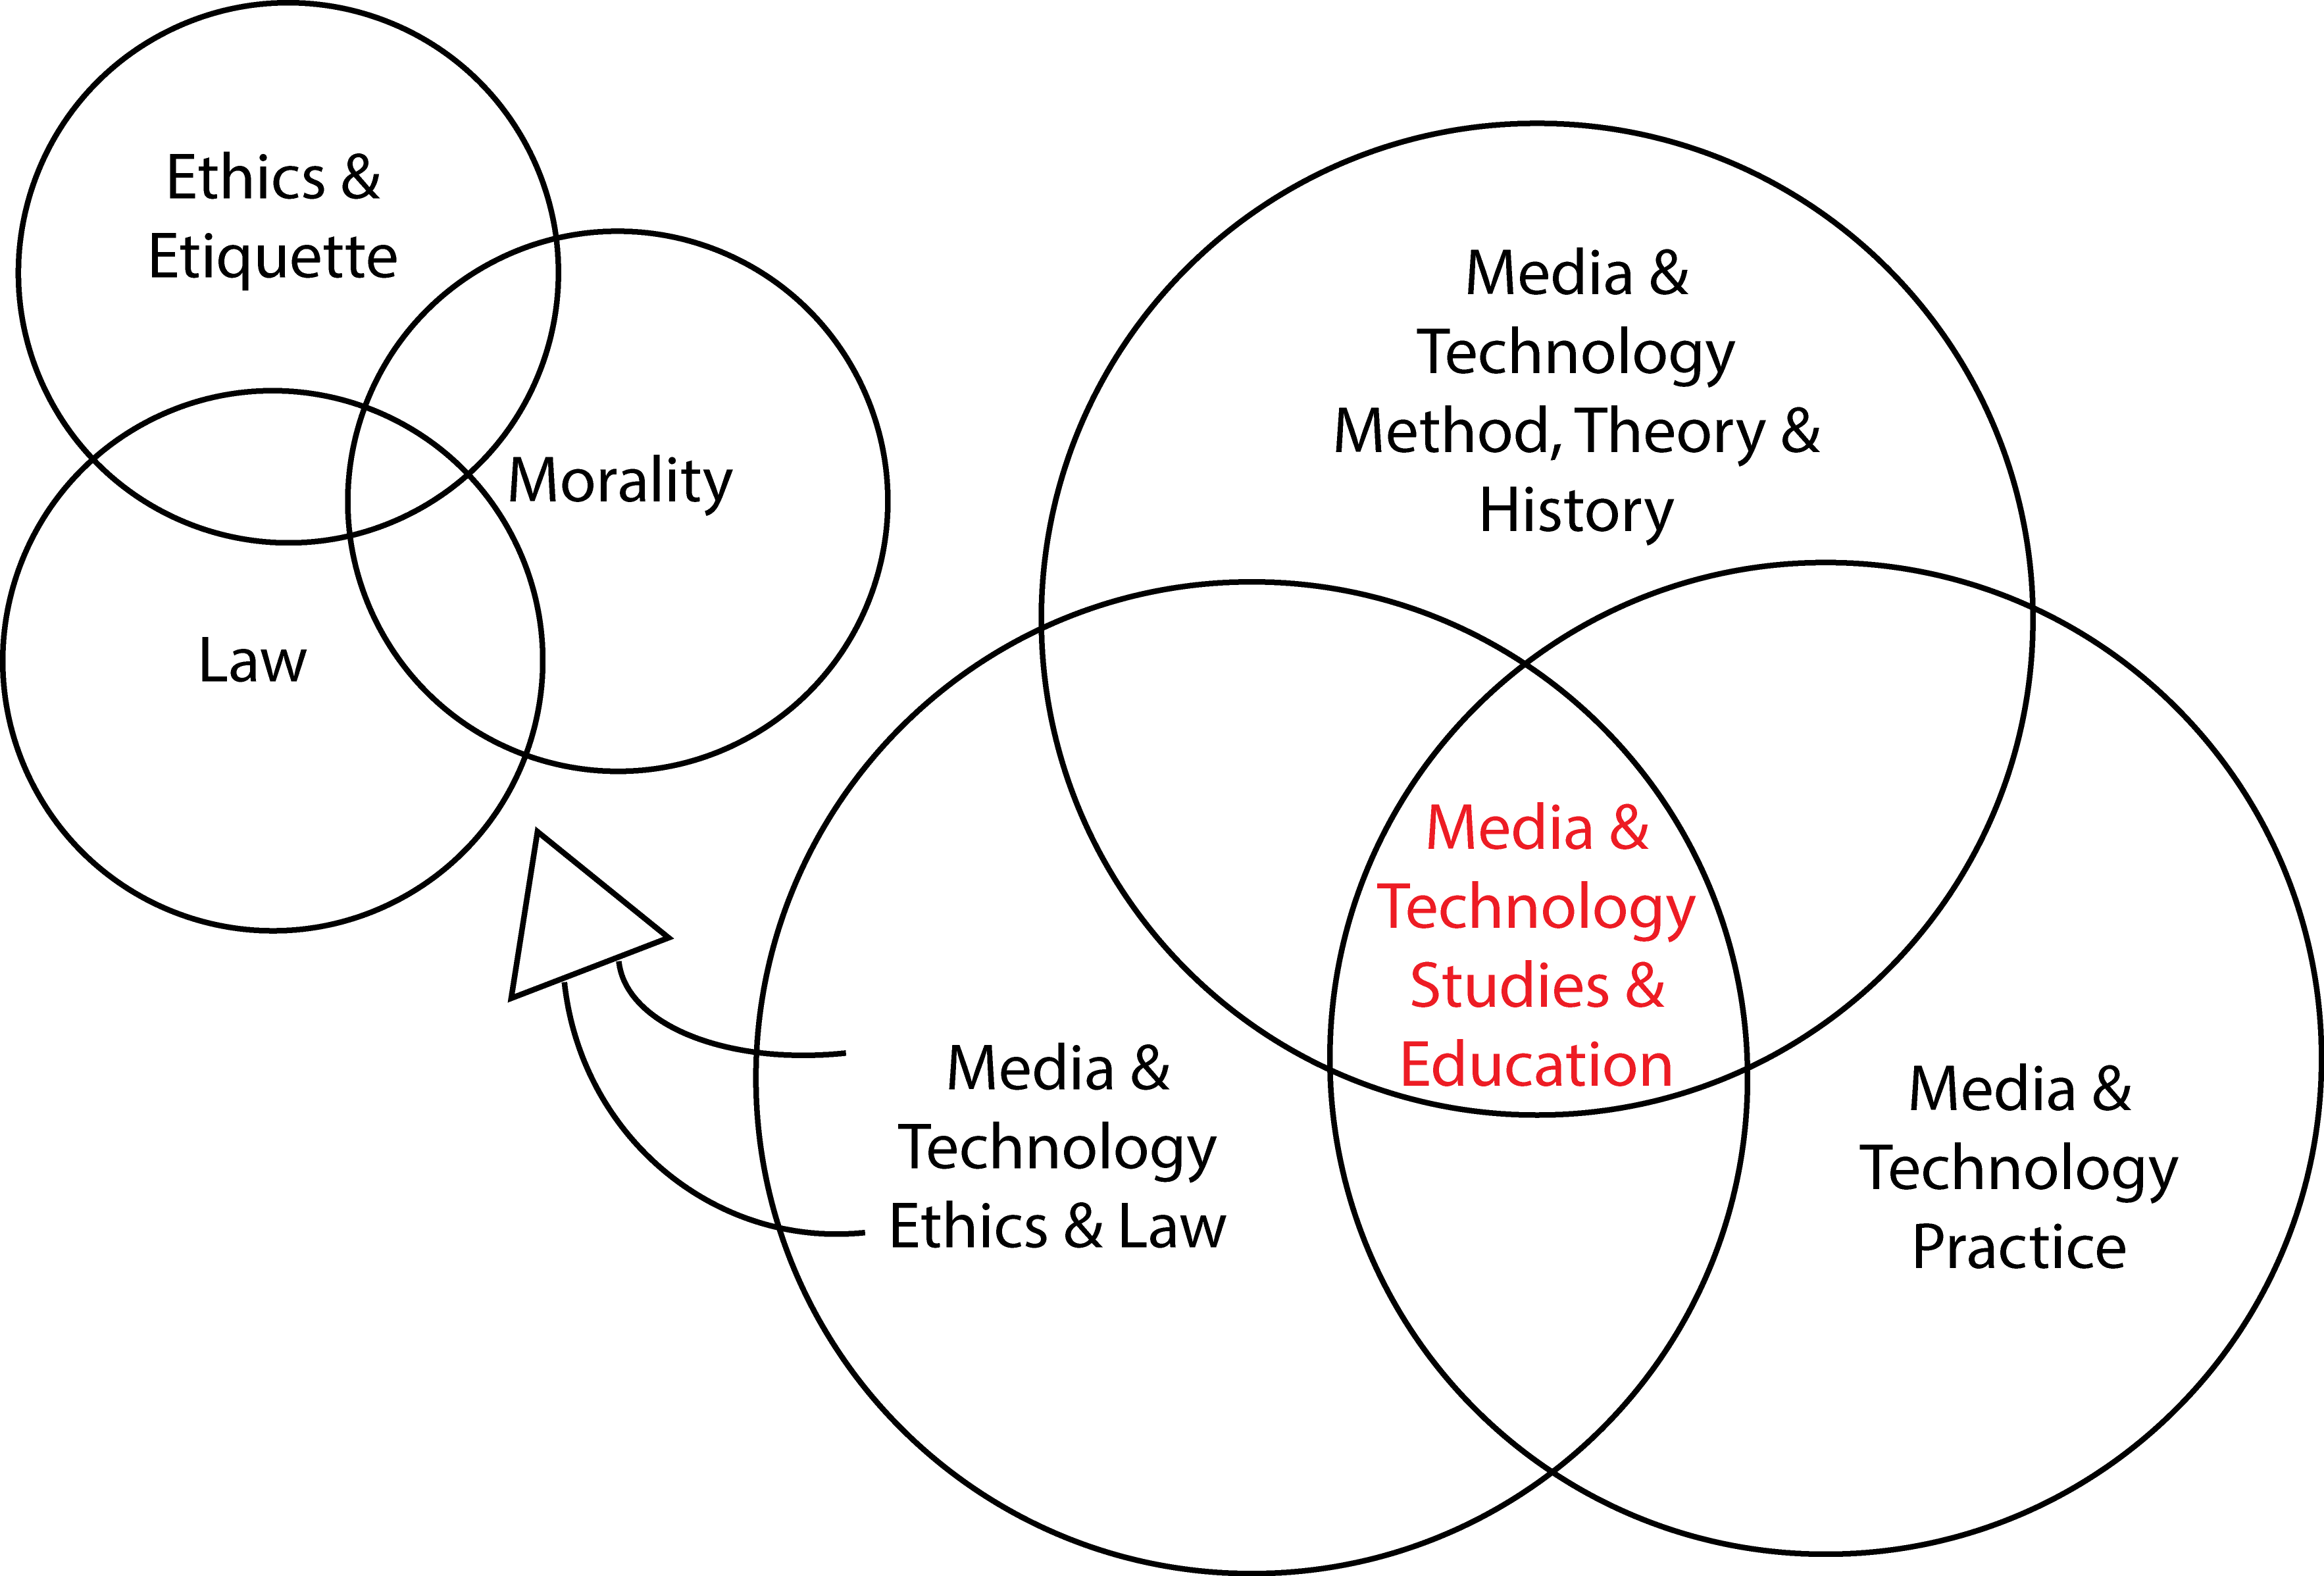 Ethics &
Etiquette
Morality
Law
Media &
Technology
Method, Theory &
History
Media &
Technology
Studies &
Education
Media &
Technology
Ethics & Law
Media &
Technology
Practice